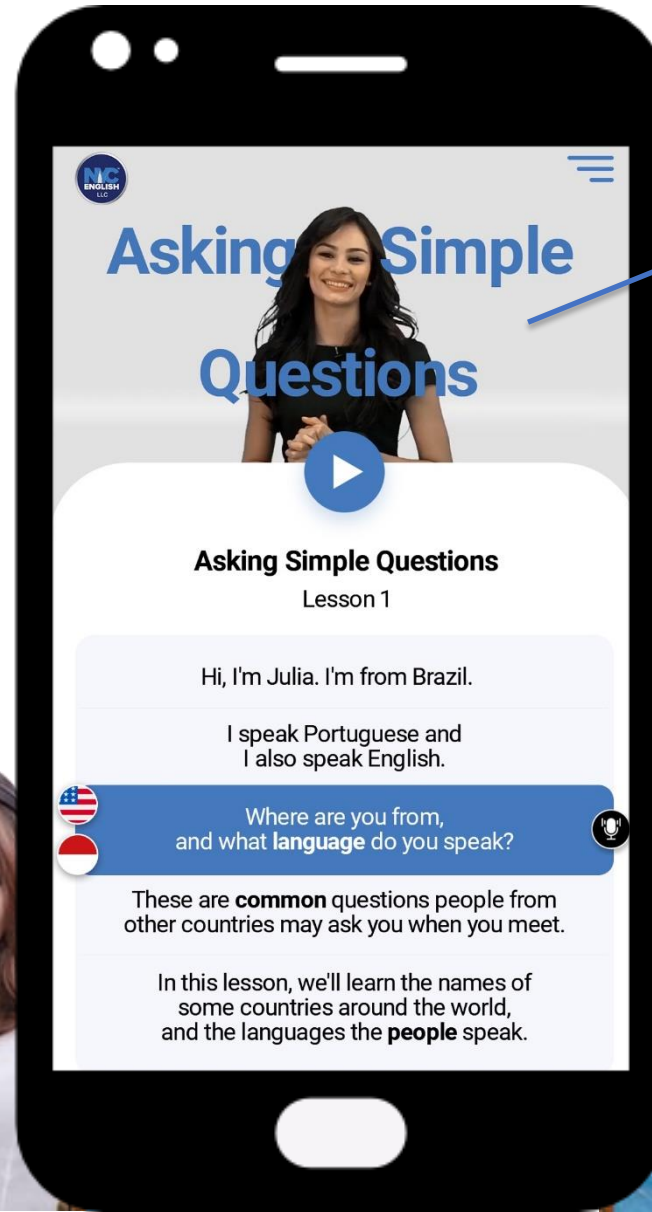 NYC
ENGLISH
LLC
Asking Simple
Questions
Asking Simple Questions
Lesson 1
Hi, I'm Julia. I'm from Brazil.
I speak Portuguese and
I also speak English.
Where are you from,
and what language do you speak?
These are common questions people from
other countries may ask you when you meet.
In this lesson, we'll learn the names of
some countries around the world,
and the languages the people speak.